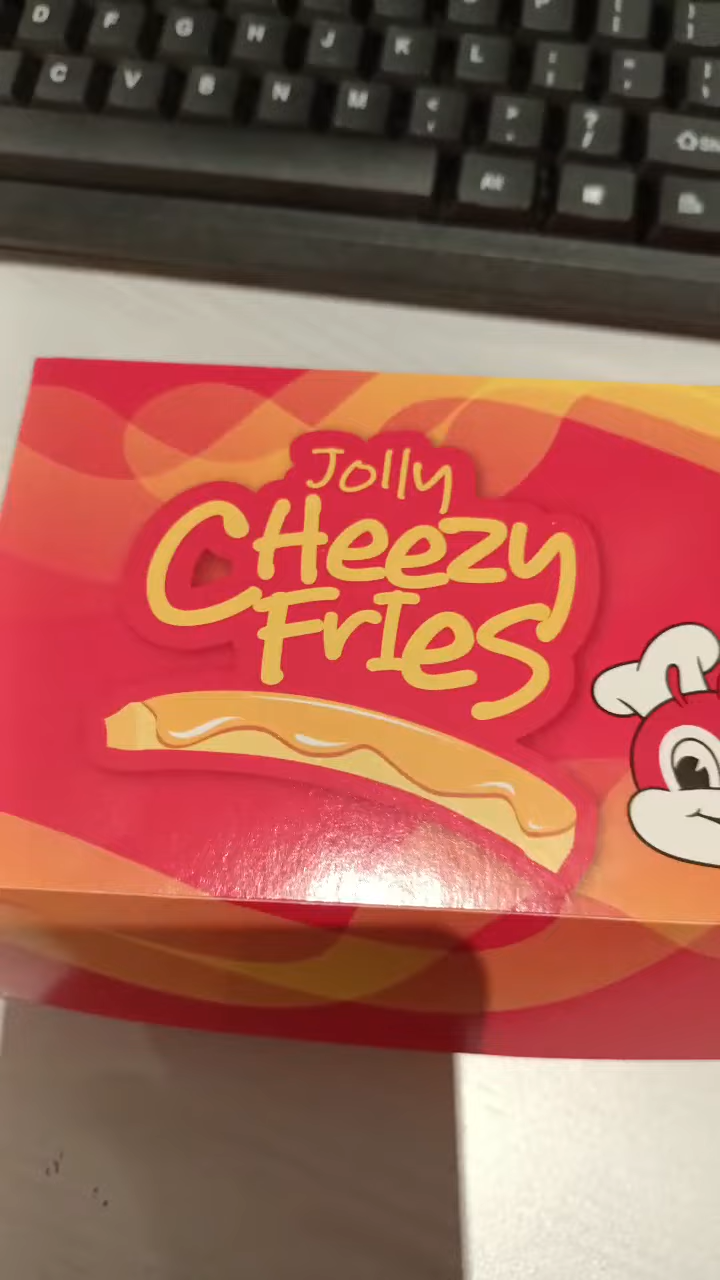 D F G H J K L : ;
C V B N M < , > . ? /
Alt
Jolly
CHeezy
FrIes